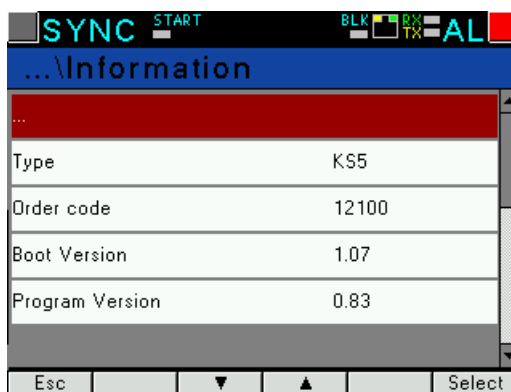 SYNC START BLK RX TX AL
...\Information
...
Type KS5
Order code 12100
Boot Version 1.07
Program Version 0.83
Esc ▼ ▲ Select